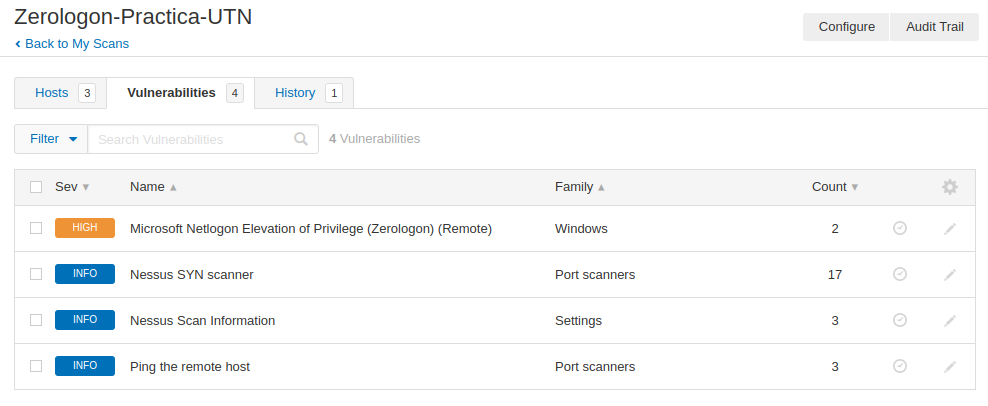 Zerologon-Practica-UTN
Back to My Scans
Configure
Audit Trail
Hosts 3
Vulnerabilities 4
History 1
Filter
Search Vulnerabilities
4 Vulnerabilities
Sev Name Family Count
HIGH Microsoft Netlogon Elevation of Privilege (Zerologon) (Remote) Windows 2
INFO Nessus SYN scanner Port scanners 17
INFO Nessus Scan Information Settings 3
INFO Ping the remote host Port scanners 3